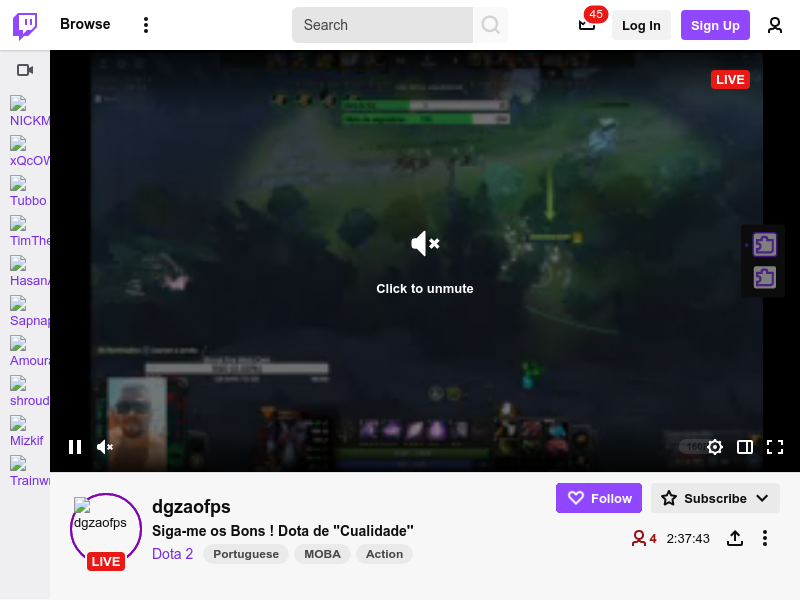 Browse
Search
45
Log In
Sign Up
NICKM
xQcOW
Tubbo
TimThe
HasanA
Sapnap
Amoura
shroud
Mizkif
Trainwr
LIVE
Click to unmute
dgzaofps
LIVE
dgzaofps
Siga-me os Bons ! Dota de "Cualidade"
Dota 2
Portuguese
MOBA
Action
Follow
Subscribe
4
2:37:43